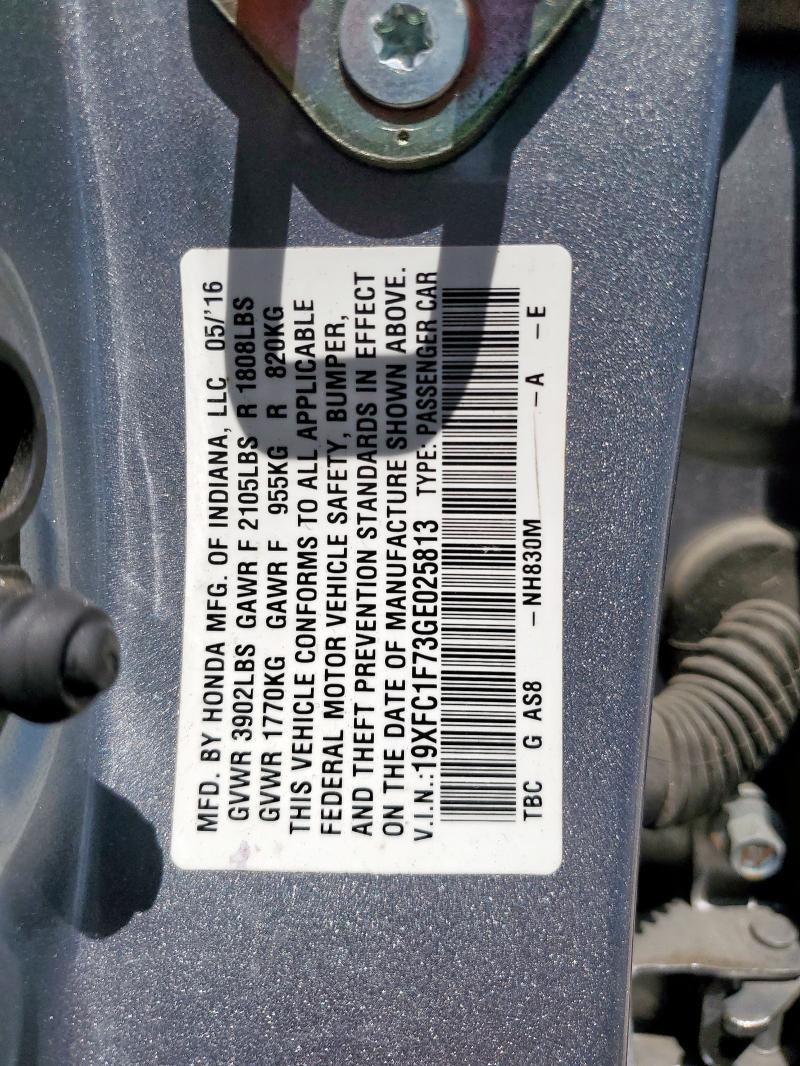 MFD. BY HONDA MFG. OF INDIANA, LLC 05/'16
GVWR 3902LBS GAWR F 2105LBS R 1808LBS
GVWR 1770KG GAWR F 955KG R 820KG
THIS VEHICLE CONFORMS TO ALL APPLICABLE
FEDERAL MOTOR VEHICLE SAFETY, BUMPER,
AND THEFT PREVENTION STANDARDS IN EFFECT
ON THE DATE OF MANUFACTURE SHOWN ABOVE.
V.I.N.:19XFC1F73GE025813 TYPE: PASSENGER CAR
TBC G AS8 -NH830M -A -E